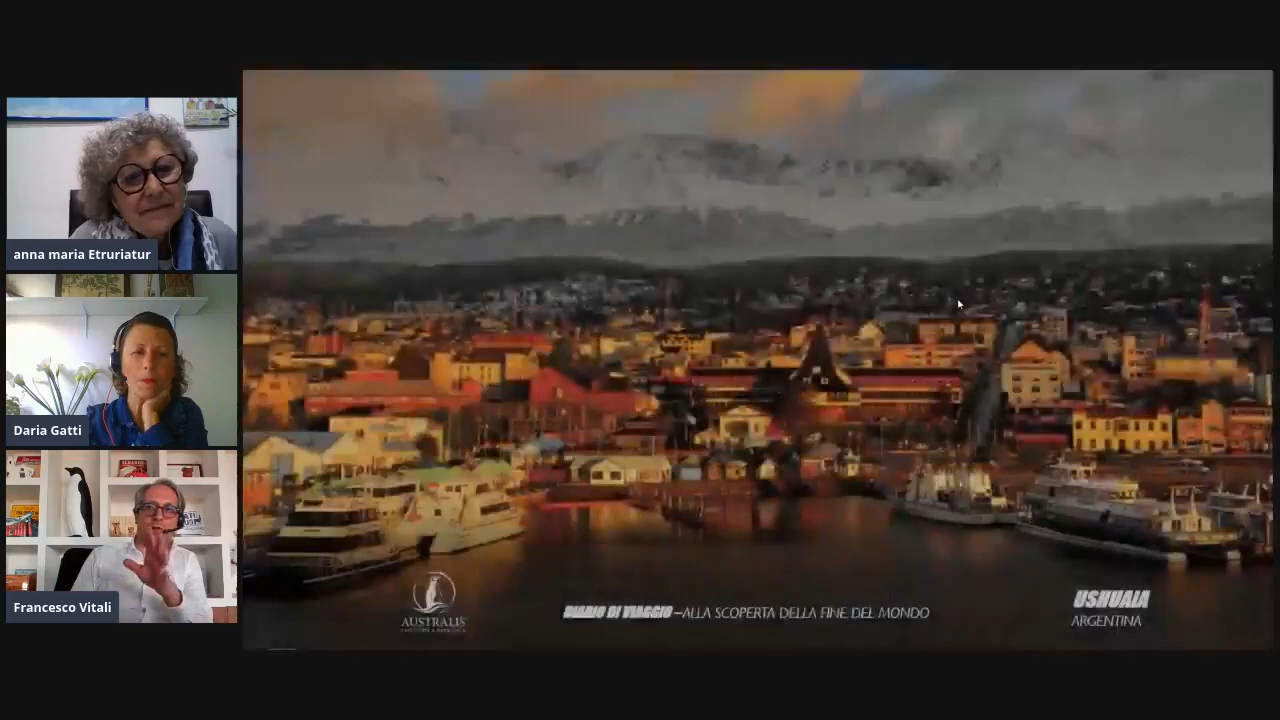 anna maria Etruriatur
Daria Gatti
Francesco Vitali
AUSTRALIS
DIARIO DI VIAGGIO – ALLA SCOPERTA DELLA FINE DEL MONDO
USHUAIA
ARGENTINA